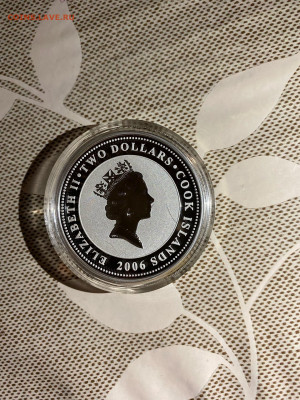 ELIZABETH II • TWO DOLLARS • COOK ISLANDS
2006